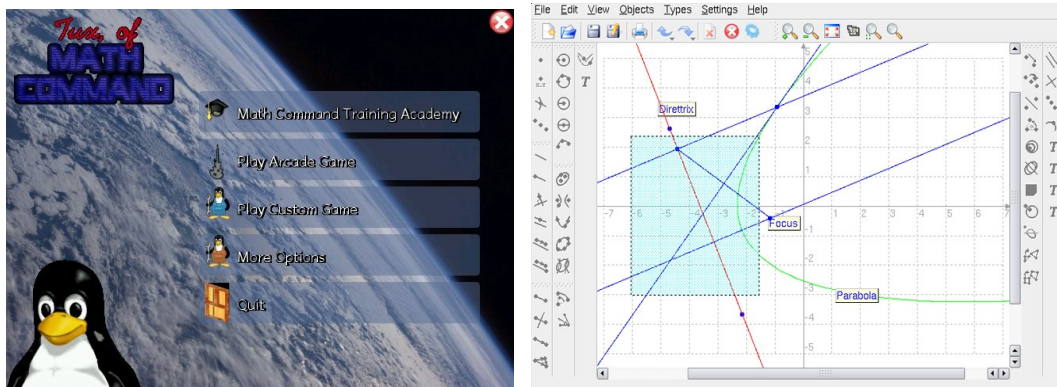 Tux, of
MATH
COMMAND
Math Command Training Academy
Play Arcade Game
Play Custom Game
More Options
Quit
File Edit View Objects Types Settings Help
Direttrix
Focus
Parabola
5
4
3
2
1
-7 -6 -5 -4 -3 -2 -1 0 1 2 3 4 5 6 7
-1
-2
-3
-4
-5